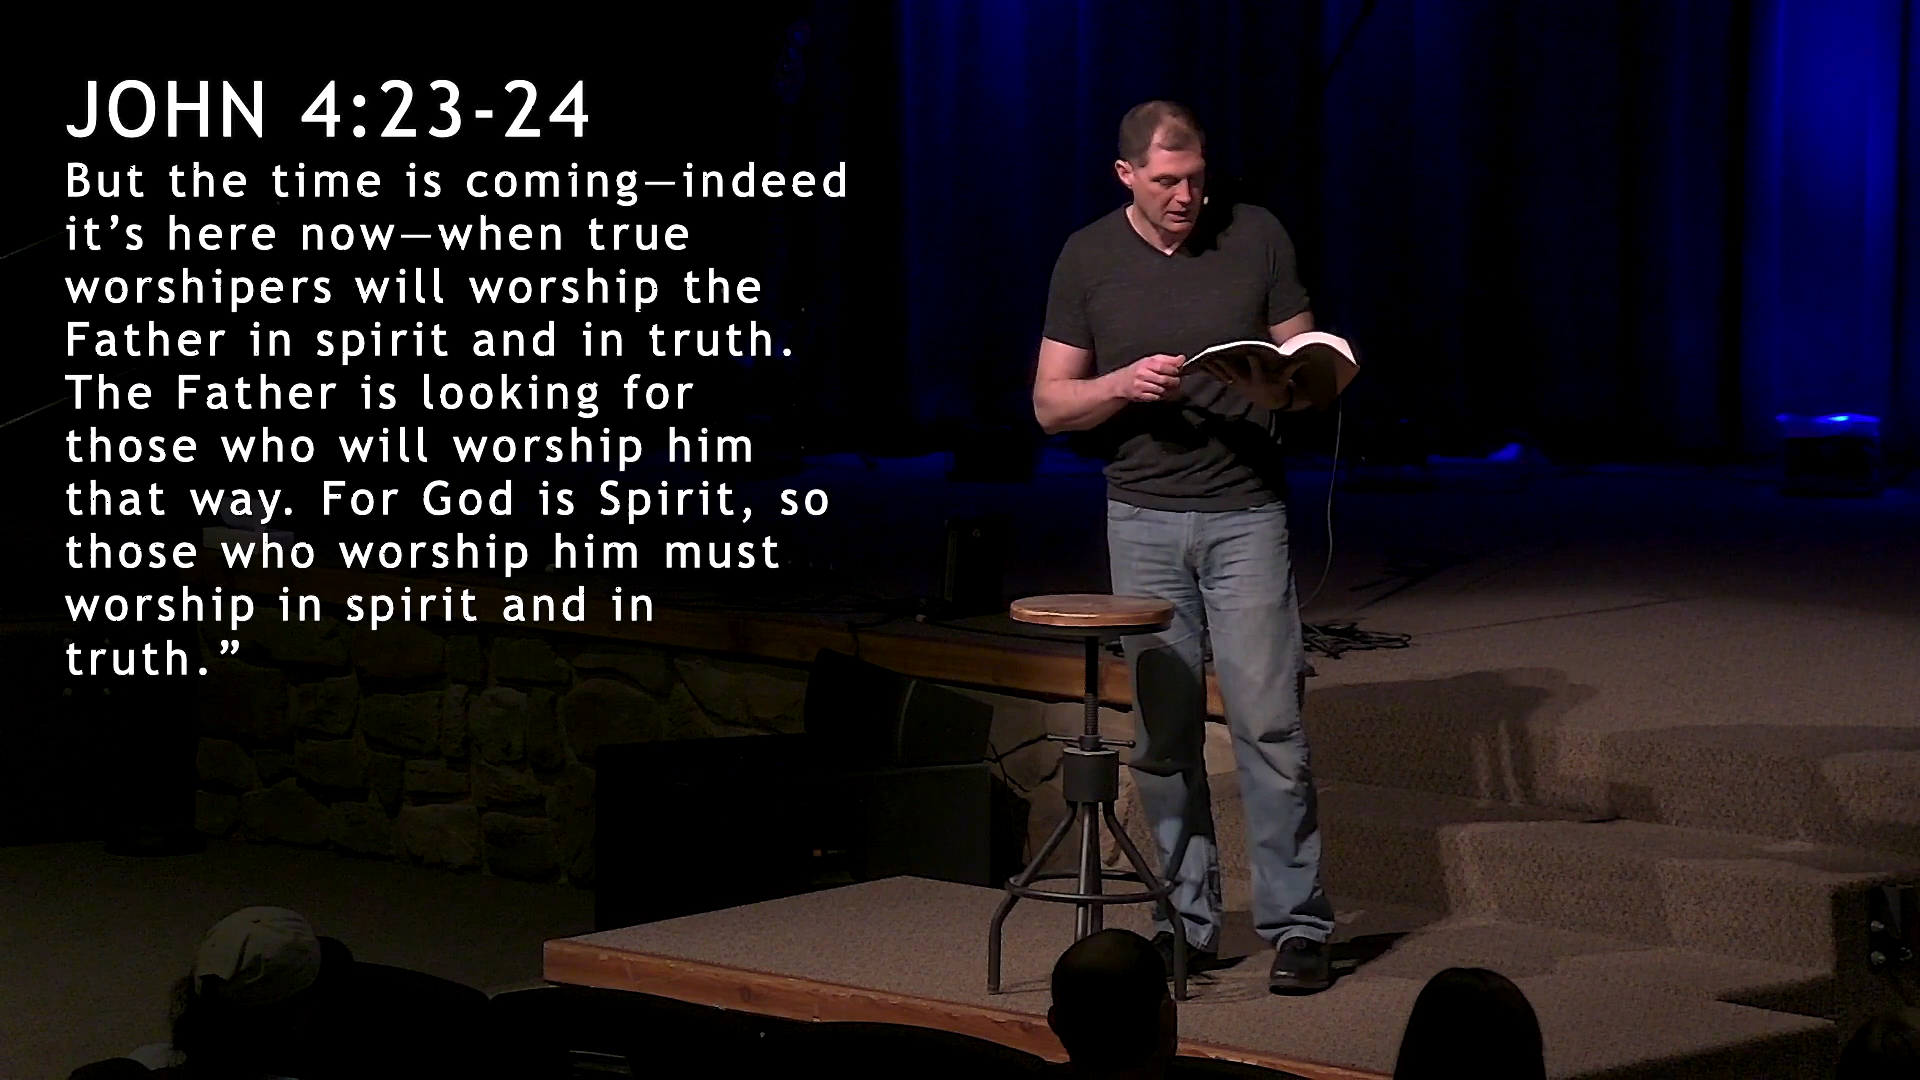 JOHN 4:23-24
But the time is coming—indeed
it’s here now—when true
worshipers will worship the
Father in spirit and in truth.
The Father is looking for
those who will worship him
that way. For God is Spirit, so
those who worship him must
worship in spirit and in
truth.”